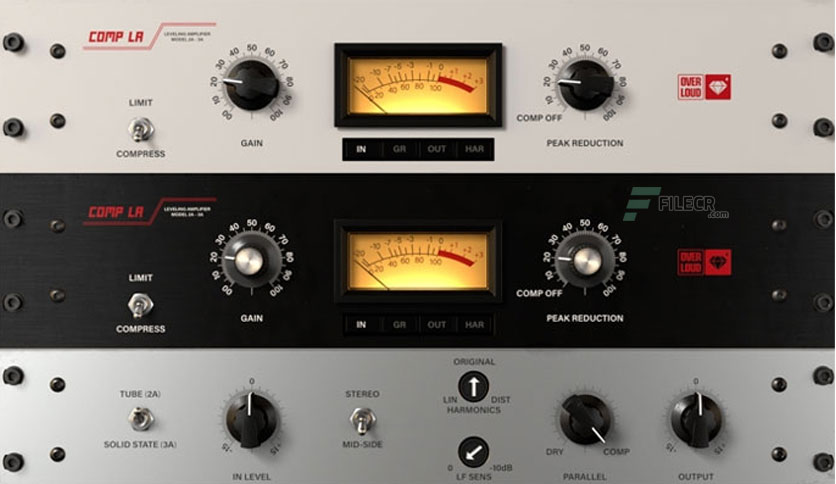 COMP LA
LEVELING AMPLIFIER
MODEL 2A - 3A
LIMIT
COMPRESS
00 10 20 30 40 50 60 70 80 90 100
GAIN
-20 -10 7 5 3 -1 0 +1 +2 +3
0 20 40 60 80 100
IN GR OUT HAR
20 30 40 50 60 70 80 90 100
COMP OFF
PEAK REDUCTION
OVER
LOUD
COMP LA
LEVELING AMPLIFIER
MODEL 2A - 3A
LIMIT
COMPRESS
00 10 20 30 40 50 60 70 80 90 100
GAIN
-20 -10 7 5 3 -1 0 +1 +2 +3
20 40 60 80 100
IN GR OUT HAR
20 30 40 50 60 70 80 90 100
COMP OFF
PEAK REDUCTION
FILECR
.com
OVER
LOUD
TUBE (2A)
SOLID STATE (3A)
0
-15 15
IN LEVEL
STEREO
MID-SIDE
ORIGINAL
LIN DIST
HARMONICS
0 -10dB
LF SENS
DRY COMP
PARALLEL
0
-15 15
OUTPUT